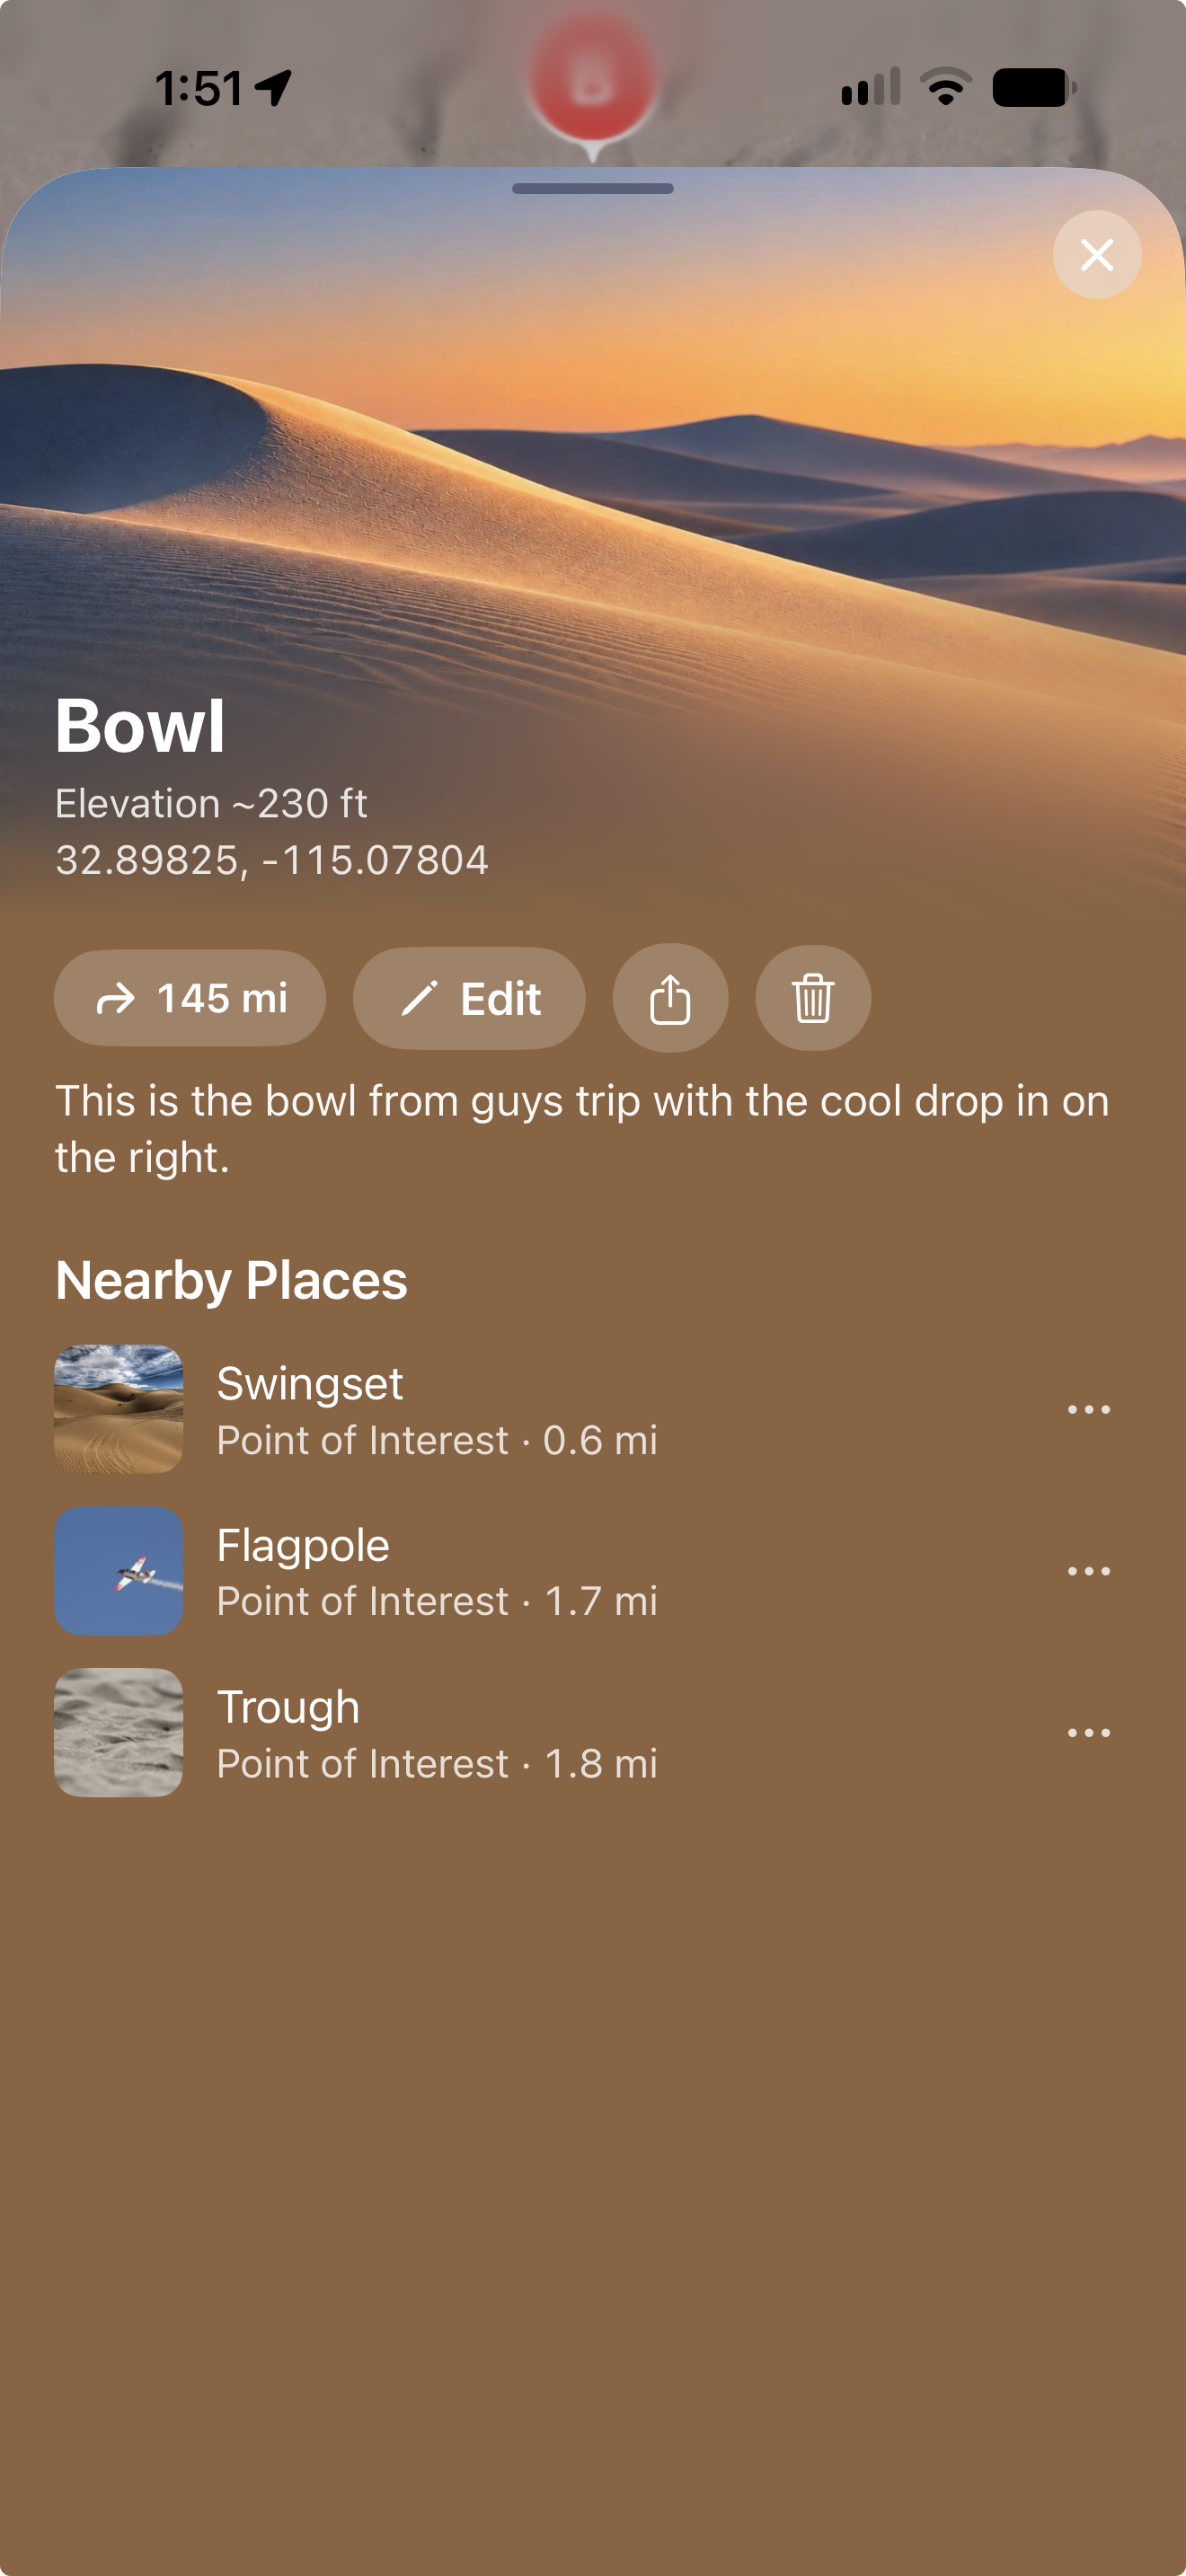 1:51
B
Bowl
Elevation ~230 ft
32.89825, -115.07804
145 mi
Edit
This is the bowl from guys trip with the cool drop in on
the right.
Nearby Places
Swingset
Point of Interest · 0.6 mi
Flagpole
Point of Interest · 1.7 mi
Trough
Point of Interest · 1.8 mi